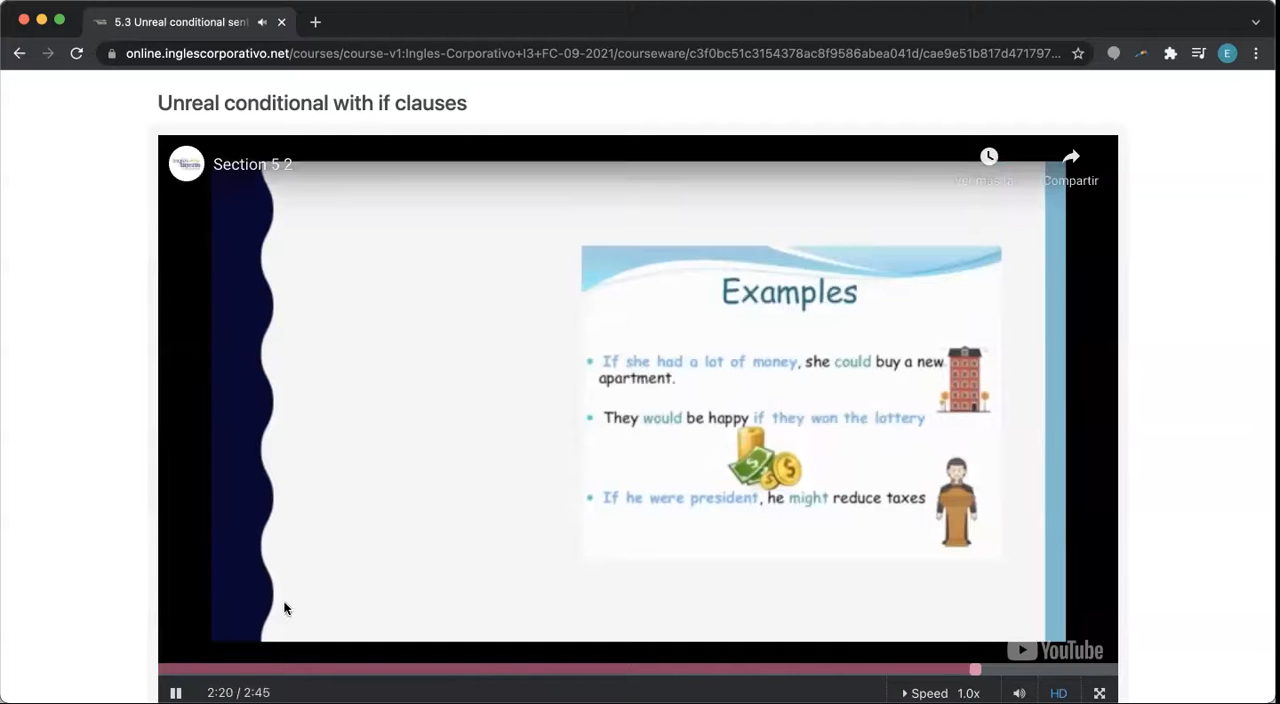 5.3 Unreal conditional sen
online.inglescorporativo.net/courses/course-v1:Ingles-Corporativo+I3+FC-09-2021/courseware/c3f0bc51c3154378ac8f9586abea041d/cae9e51b817d471797...
E
Unreal conditional with if clauses
Section 5 2
Compartir
Examples
• If she had a lot of money, she could buy a new
apartment.
• They would be happy if they won the lottery
• If he were president, he might reduce taxes
YouTube
2:20 / 2:45
Speed 1.0x
HD